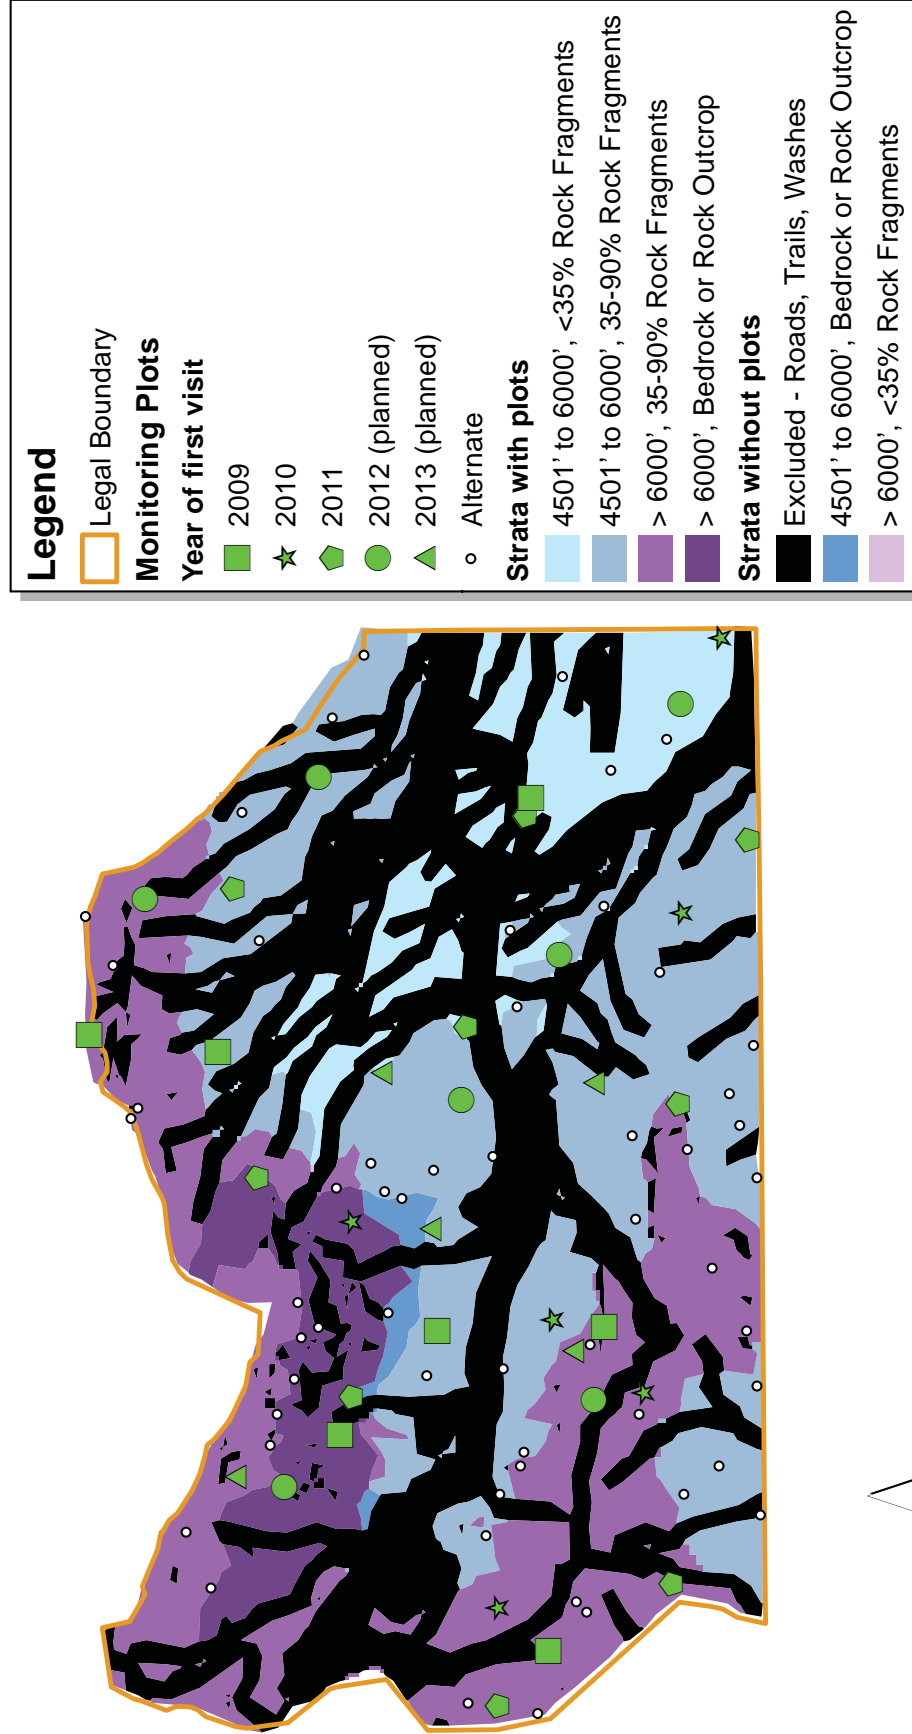 Legend
Legal Boundary
Monitoring Plots
Year of first visit
2009
2010
2011
2012 (planned)
2013 (planned)
Alternate
Strata with plots
4501' to 6000', <35% Rock Fragments
4501' to 6000', 35-90% Rock Fragments
> 6000', 35-90% Rock Fragments
> 6000', Bedrock or Rock Outcrop
Strata without plots
Excluded - Roads, Trails, Washes
4501' to 6000', Bedrock or Rock Outcrop
> 6000', <35% Rock Fragments